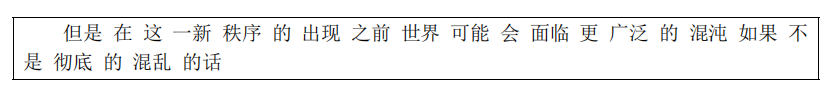 但是 在 这 一新 秩序 的 出现 之前 世界 可能 会 面临 更 广泛 的 混沌 如果 不
是 彻底 的 混乱 的话